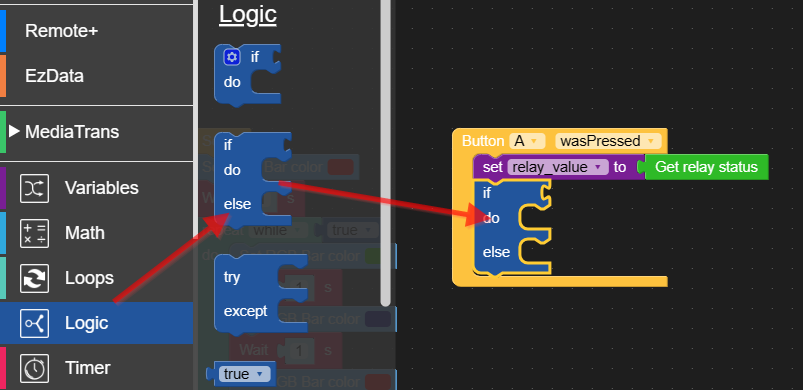 Remote+
EzData
MediaTrans
Variables
Math
Loops
Logic
Timer
Logic
if
do
if
do
else
try
except
true
Bar color
while true
s
Bar color
Wait 1 s
Bar color
Button A wasPressed
set relay_value to Get relay status
if
do
else